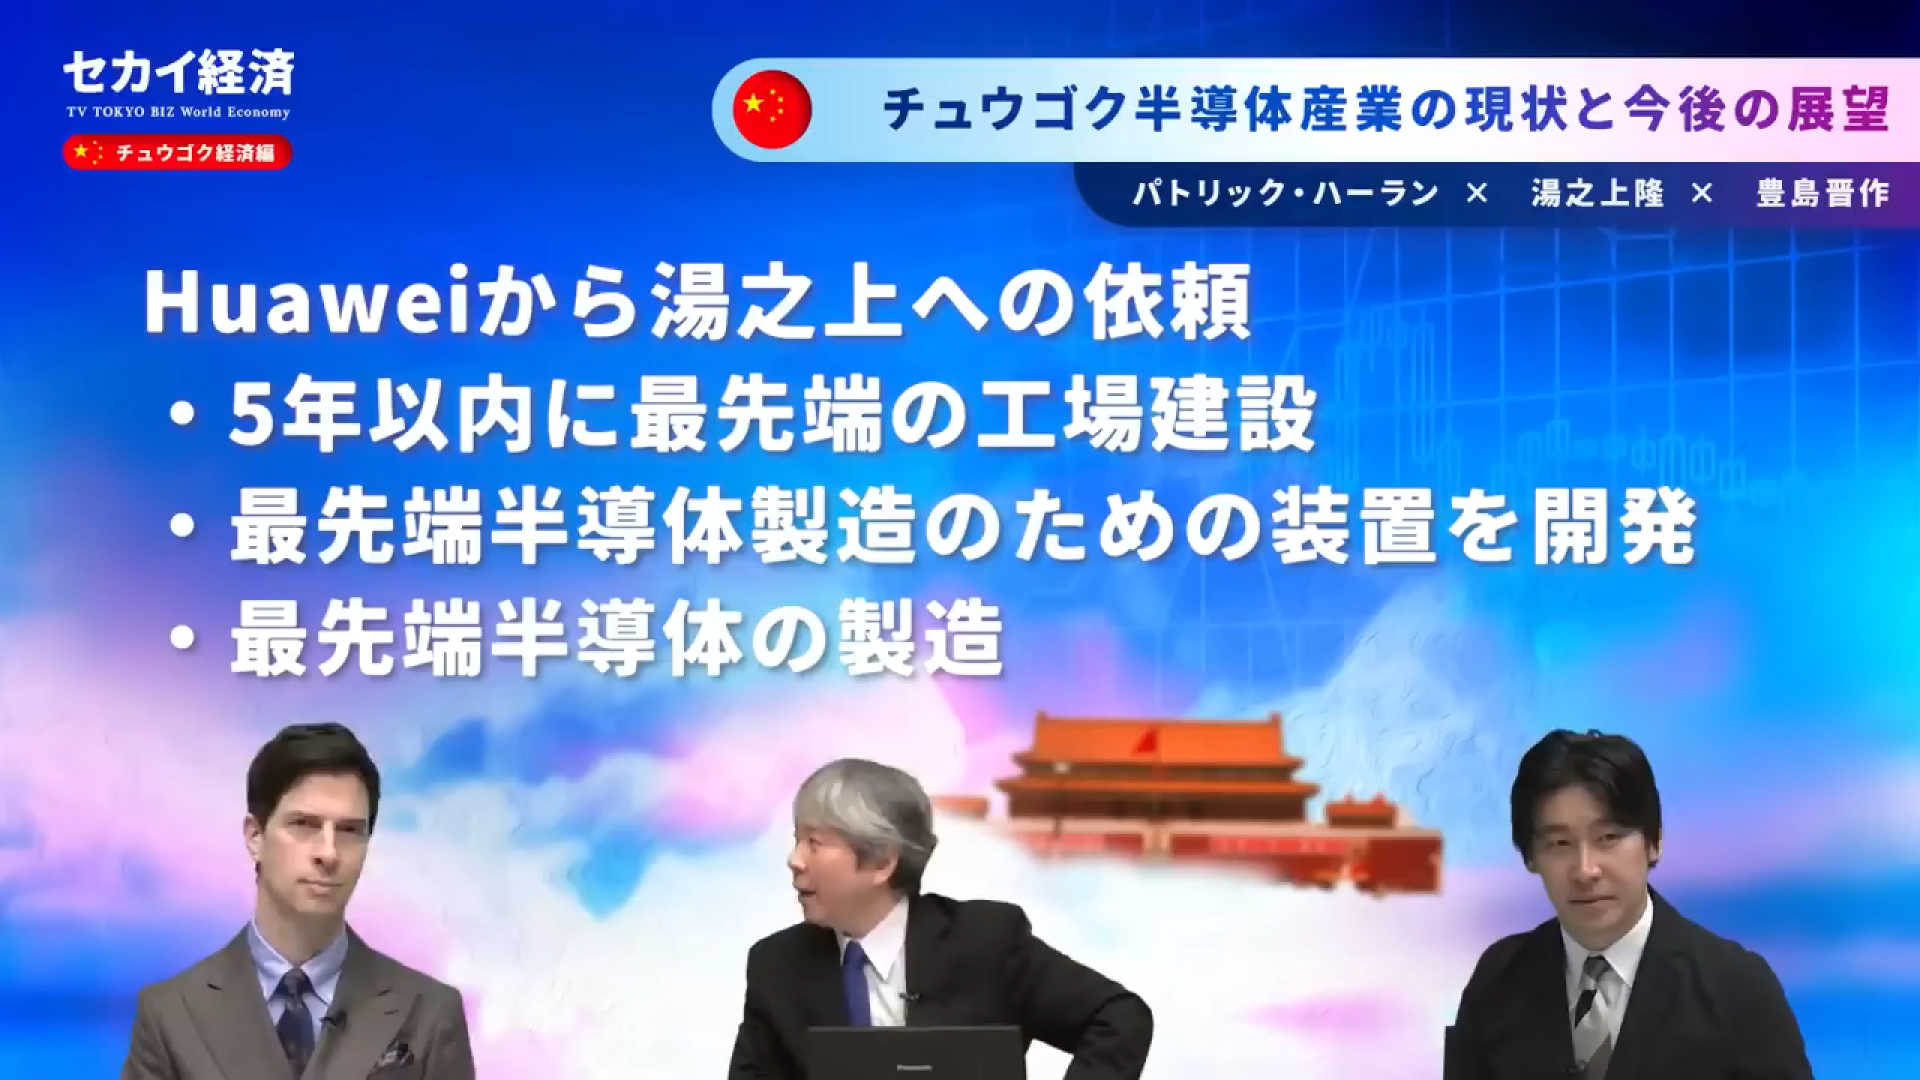 セカイ経済
TV TOKYO BIZ World Economy
チュウゴク経済編
チュウゴク半導体産業の現状と今後の展望
パトリック・ハーラン × 湯之上隆 × 豊島晋作
Huaweiから湯之上への依頼
・5年以内に最先端の工場建設
・最先端半導体製造のための装置を開発
・最先端半導体の製造
Panasonic